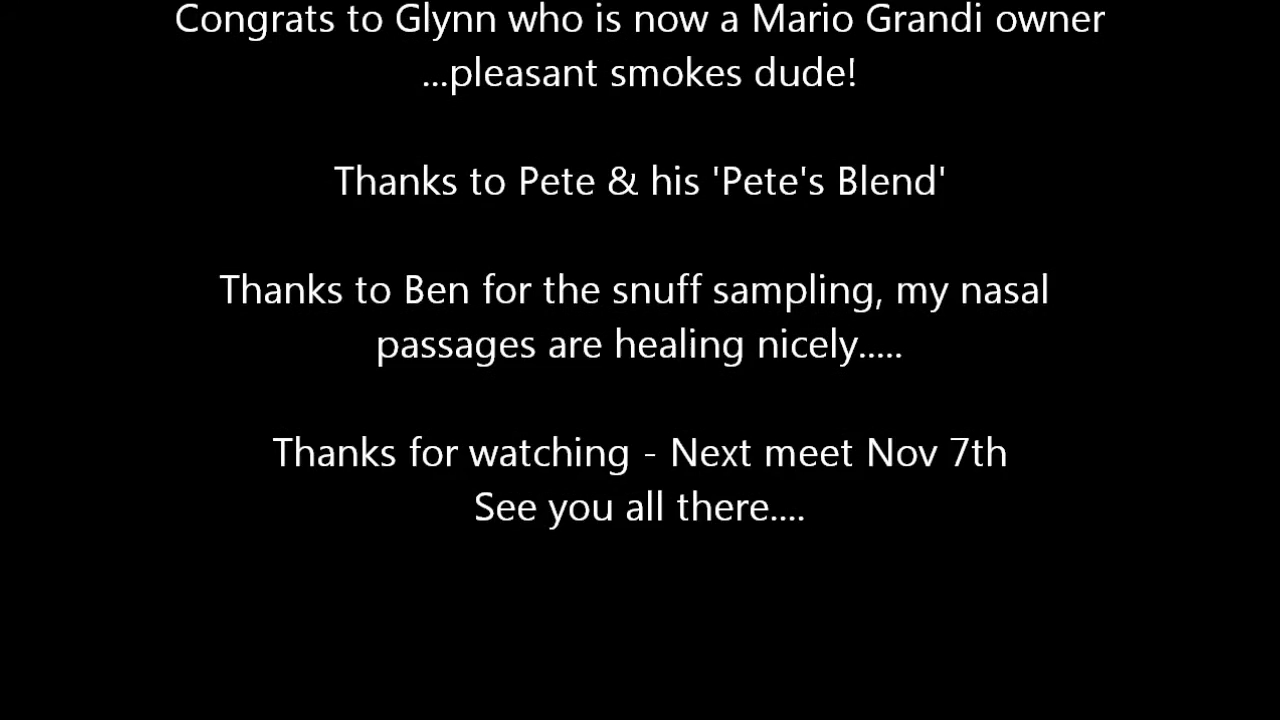 Congrats to Glynn who is now a Mario Grandi owner
...pleasant smokes dude!
Thanks to Pete & his 'Pete's Blend'
Thanks to Ben for the snuff sampling, my nasal
passages are healing nicely.....
Thanks for watching - Next meet Nov 7th
See you all there....